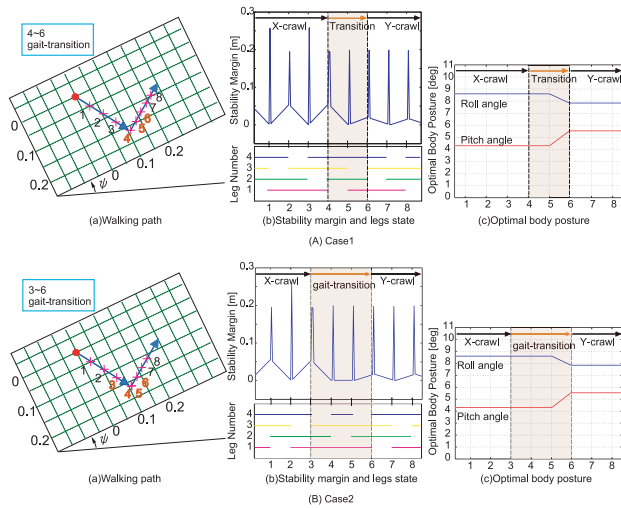 4~6
gait-transition
1 2 3 4 5 6 7 8
0
0.1
0.2
0
0.1
0.2
ψ
(a)Walking path
Stability Margin [m]
0.3
0.2
0.1
0
X-crawl Transition Y-crawl
Leg Number
4
3
2
1
1 2 3 4 5 6 7 8
(b)Stability margin and legs state
Optimal Body Posture [deg]
11
10
9
8
7
6
5
4
3
2
1
0
X-crawl Transition Y-crawl
Roll angle
Pitch angle
1 2 3 4 5 6 7 8
(c)Optimal body posture
(A) Case1
3~6
gait-transition
1 2 3 4 5 6 7 8
0
0.1
0.2
0
0.1
0.2
ψ
(a)Walking path
Stability Margin [m]
0.3
0.2
0.1
0
X-crawl gait-transition Y-crawl
Leg Number
4
3
2
1
1 2 3 4 5 6 7 8
(b)Stability margin and legs state
Optimal Body Posture [deg]
11
10
9
8
7
6
5
4
3
2
1
0
X-crawl gait-transition Y-crawl
Roll angle
Pitch angle
1 2 3 4 5 6 7 8
(c)Optimal body posture
(B) Case2